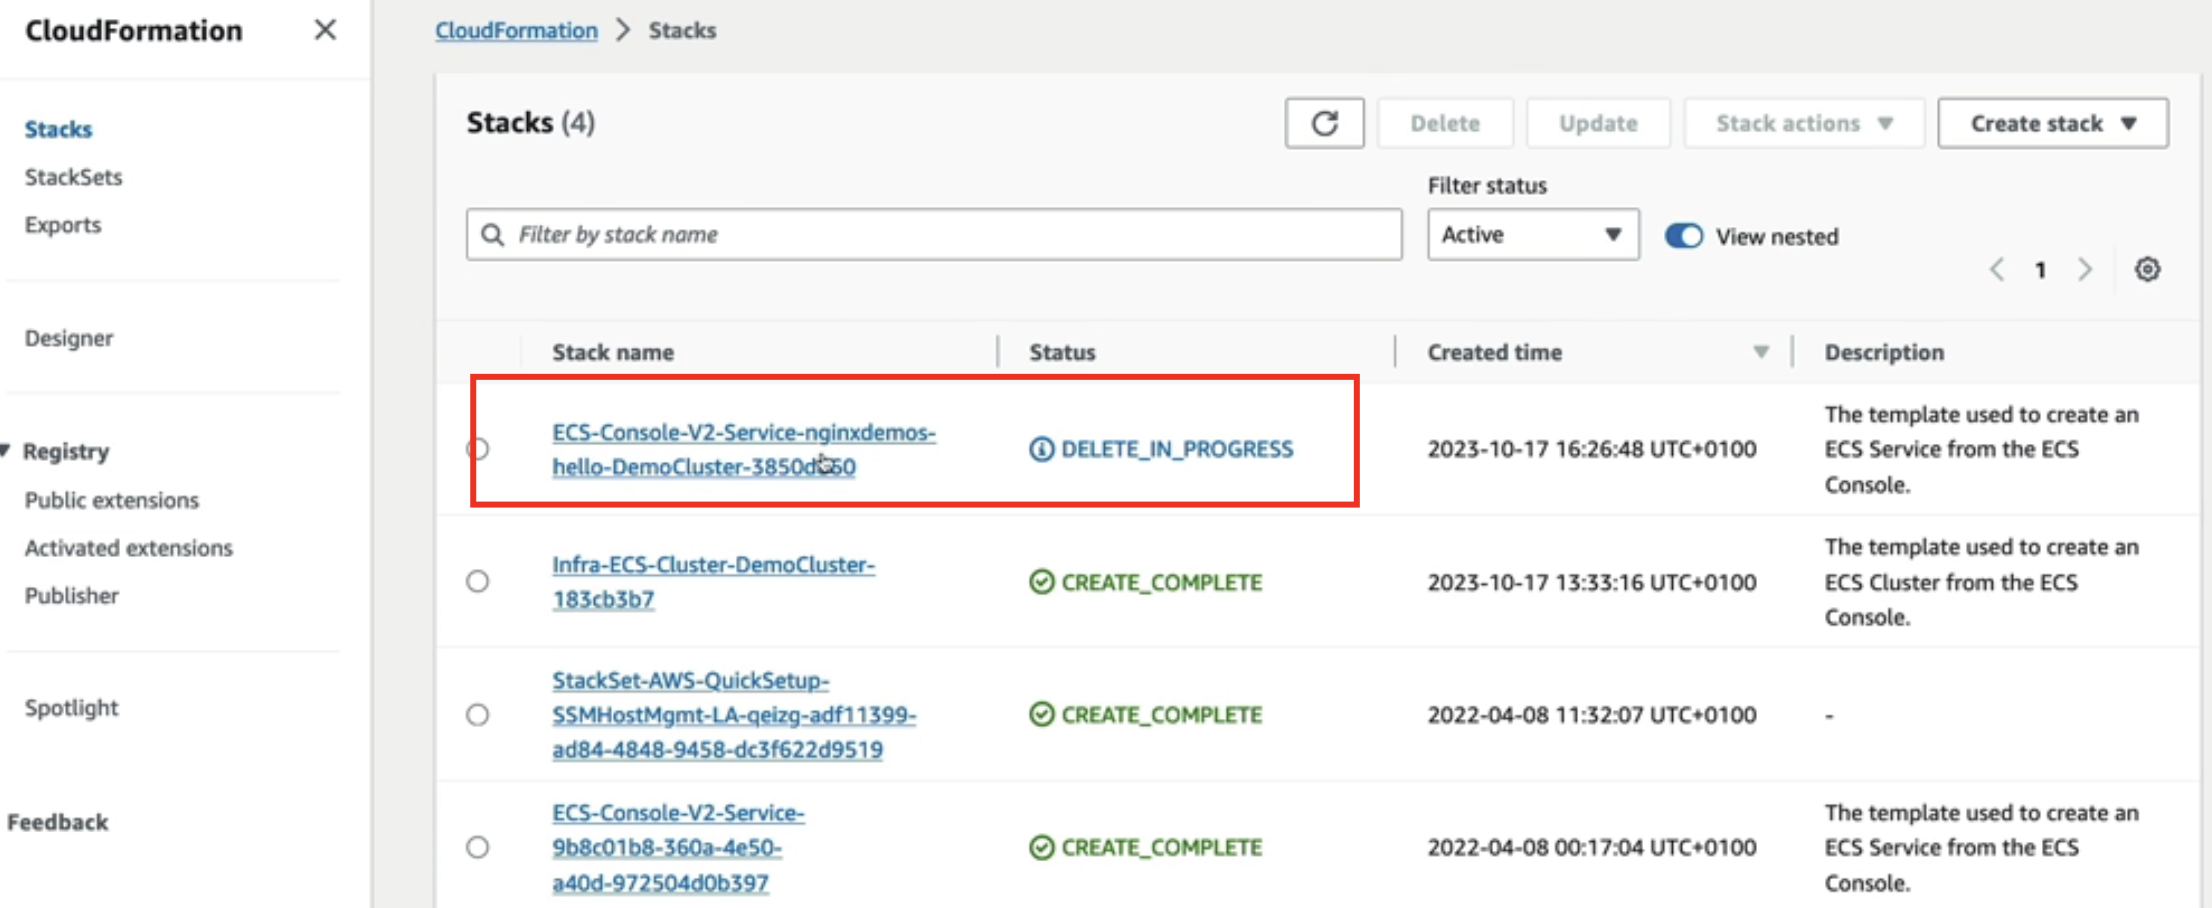 CloudFormation
Stacks
StackSets
Exports
Designer
Registry
Public extensions
Activated extensions
Publisher
Spotlight
Feedback
CloudFormation > Stacks
Stacks (4)
Delete
Update
Stack actions
Create stack
Filter by stack name
Filter status
Active
View nested
1
Stack name
Status
Created time
Description
ECS-Console-V2-Service-nginxdemos-
DELETE_IN_PROGRESS
2023-10-17 16:26:48 UTC+0100
The template used to create an
ECS Service from the ECS
Console.
Infra-ECS-Cluster-DemoCluster-
183cb3b7
CREATE_COMPLETE
2023-10-17 13:33:16 UTC+0100
The template used to create an
ECS Cluster from the ECS
Console.
StackSet-AWS-QuickSetup-
SSMHostMgmt-LA-qeizg-adf11399-
ad84-4848-9458-dc3f622d9519
CREATE_COMPLETE
2022-04-08 11:32:07 UTC+0100
-
ECS-Console-V2-Service-
9b8c01b8-360a-4e50-
a40d-972504d0b397
CREATE_COMPLETE
2022-04-08 00:17:04 UTC+0100
The template used to create an
ECS Service from the ECS
Console.